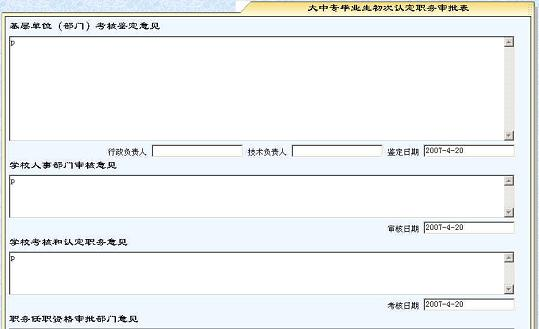 大中专毕业生初次认定职务审批表
基层单位（部门）考核鉴定意见
p
行政负责人 技术负责人 鉴定日期 2007-4-20
学校人事部门审核意见
p
审核日期 2007-4-20
学校考核和认定职务意见
p
考核日期 2007-4-20
职务任职资格审批部门意见